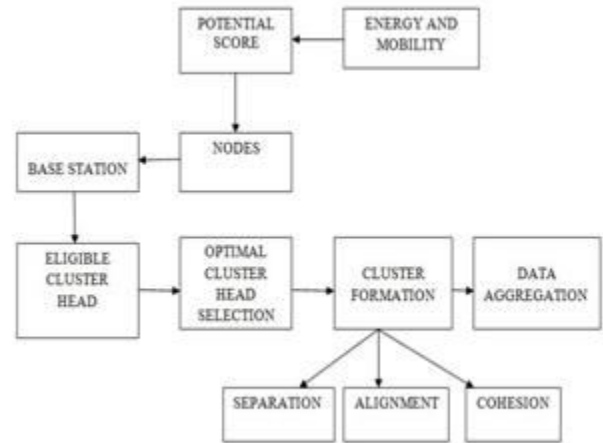 POTENTIAL
SCORE
ENERGY AND
MOBILITY
NODES
BASE STATION
ELIGIBLE
CLUSTER
HEAD
OPTIMAL
CLUSTER
HEAD
SELECTION
CLUSTER
FORMATION
DATA
AGGREGATION
SEPARATION
ALIGNMENT
COHESION